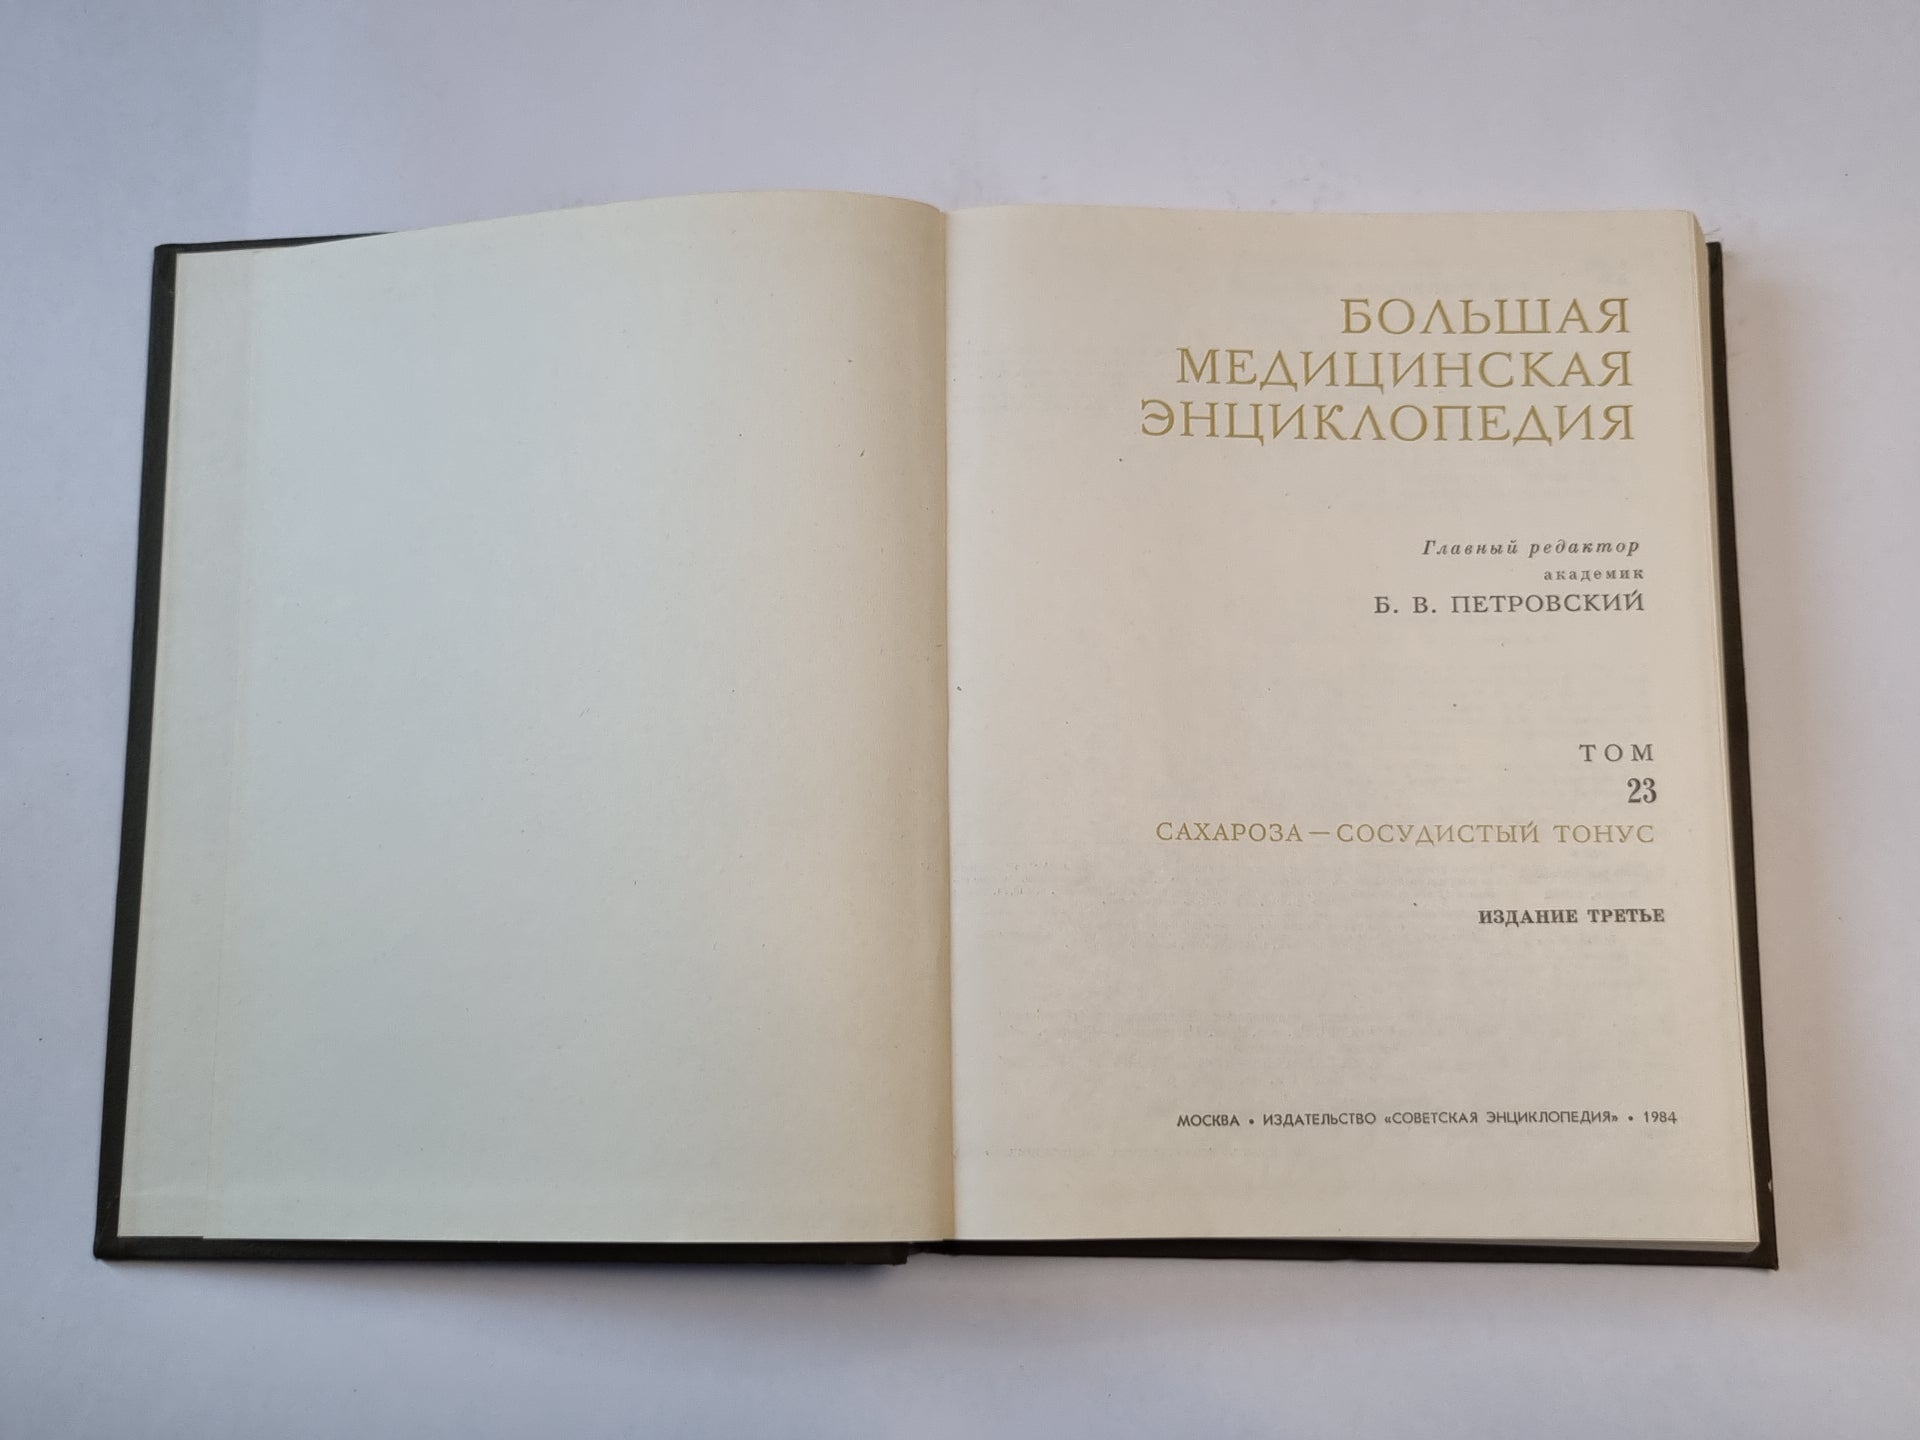 БОЛЬШАЯ
МЕДИЦИНСКАЯ
ЭНЦИКЛОПЕДИЯ
Главный редактор
академик
Б. В. ПЕТРОВСКИЙ
ТОМ
23
САХАРОЗА — СОСУДИСТЫЙ ТОНУС
ИЗДАНИЕ ТРЕТЬЕ
МОСКВА • ИЗДАТЕЛЬСТВО «СОВЕТСКАЯ ЭНЦИКЛОПЕДИЯ» • 1984